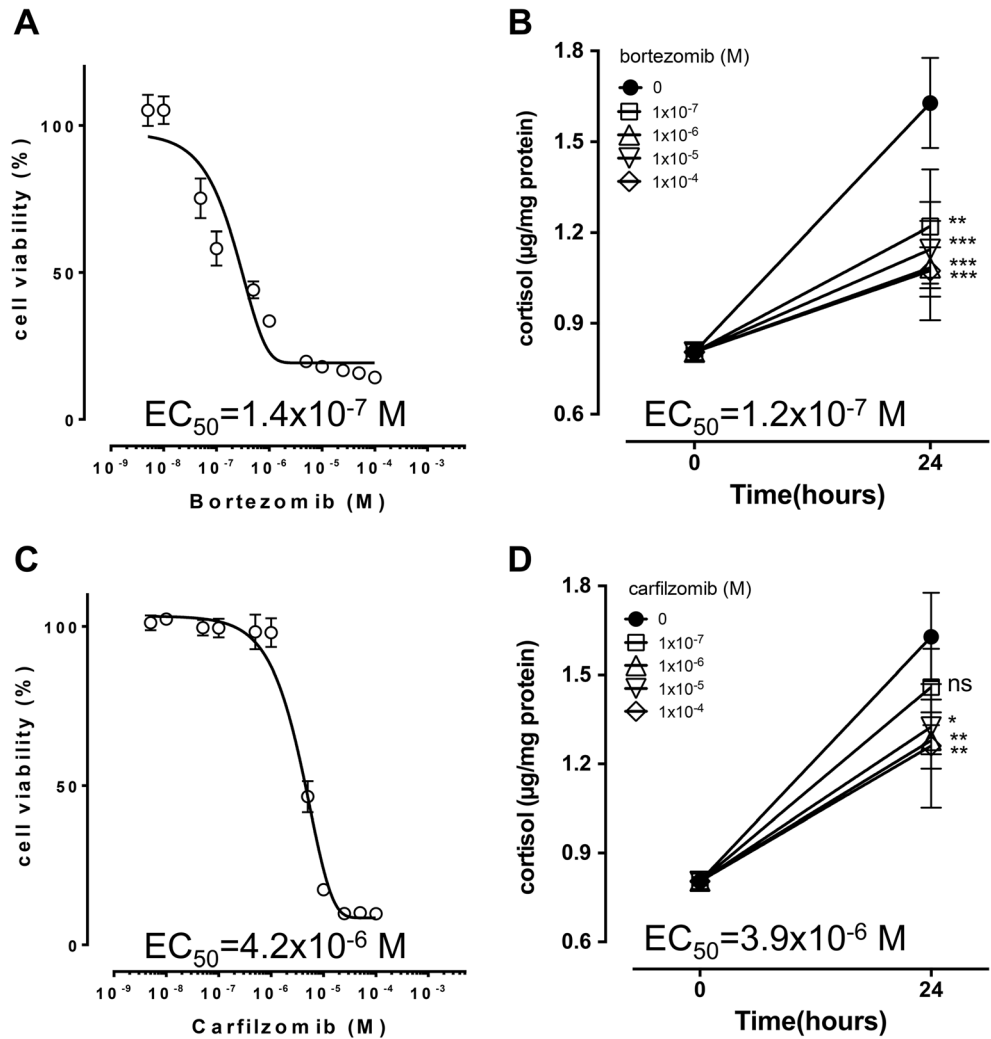 A
cell viability (%)
100
50
0
EC50=1.4x10-7 M
10-9 10-8 10-7 10-6 10-5 10-4 10-3
Bortezomib (M)
B
cortisol (µg/mg protein)
1.8
1.5
1.2
0.9
0.6
bortezomib (M)
0
1x10-7
1x10-6
1x10-5
1x10-4
**
***
***
***
EC50=1.2x10-7 M
0 24
Time(hours)
C
cell viability (%)
100
50
0
EC50=4.2x10-6 M
10-9 10-8 10-7 10-6 10-5 10-4 10-3
Carfilzomib (M)
D
cortisol (µg/mg protein)
1.8
1.5
1.2
0.9
0.6
carfilzomib (M)
0
1x10-7
1x10-6
1x10-5
1x10-4
ns
*
**
**
EC50=3.9x10-6 M
0 24
Time(hours)